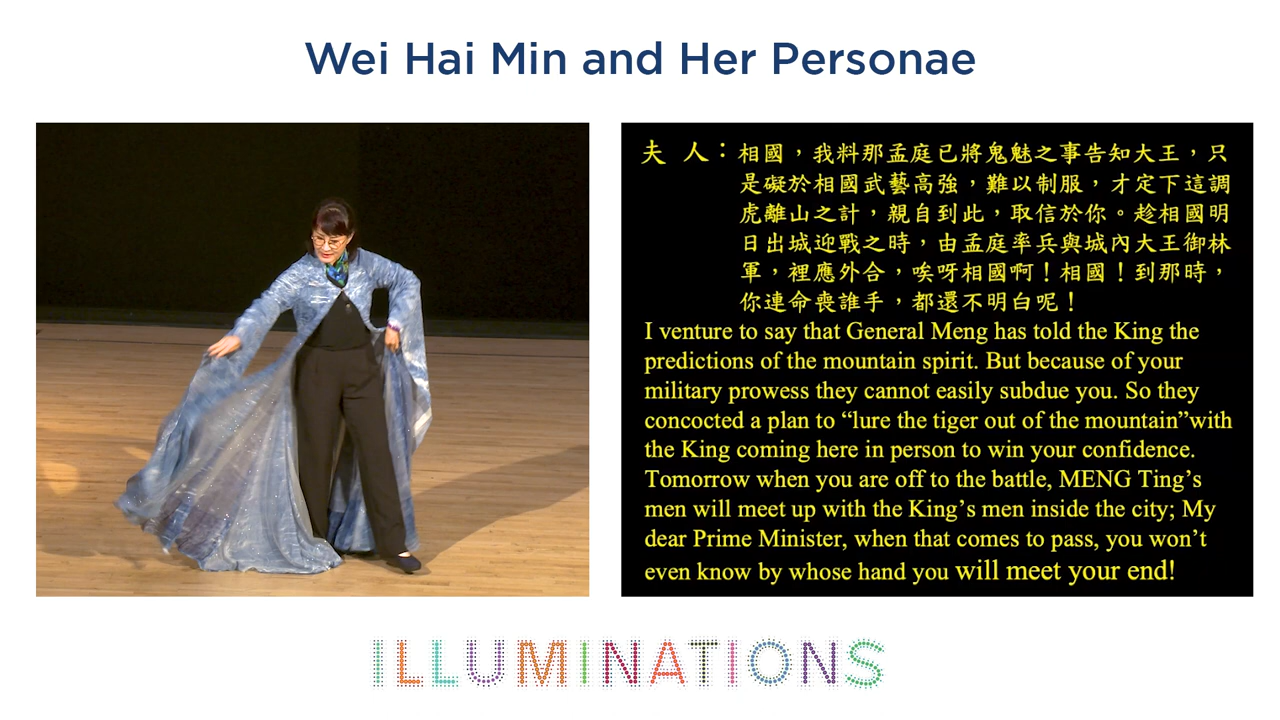 Wei Hai Min and Her Personae
夫 人：相國，我料那孟庭已將鬼魅之事告知大王，只
是礙於相國武藝高強，難以制服，才定下這調
虎離山之計，親自到此，取信於你。趁相國明
日出城迎戰之時，由孟庭率兵與城內大王御林
軍，裡應外合，唉呀相國啊！相國！到那時，
你連命喪誰手，都還不明白呢！
I venture to say that General Meng has told the King the
predictions of the mountain spirit. But because of your
military prowess they cannot easily subdue you. So they
concocted a plan to “lure the tiger out of the mountain”with
the King coming here in person to win your confidence.
Tomorrow when you are off to the battle, MENG Ting’s
men will meet up with the King’s men inside the city; My
dear Prime Minister, when that comes to pass, you won’t
even know by whose hand you will meet your end!
ILLUMINATIONS